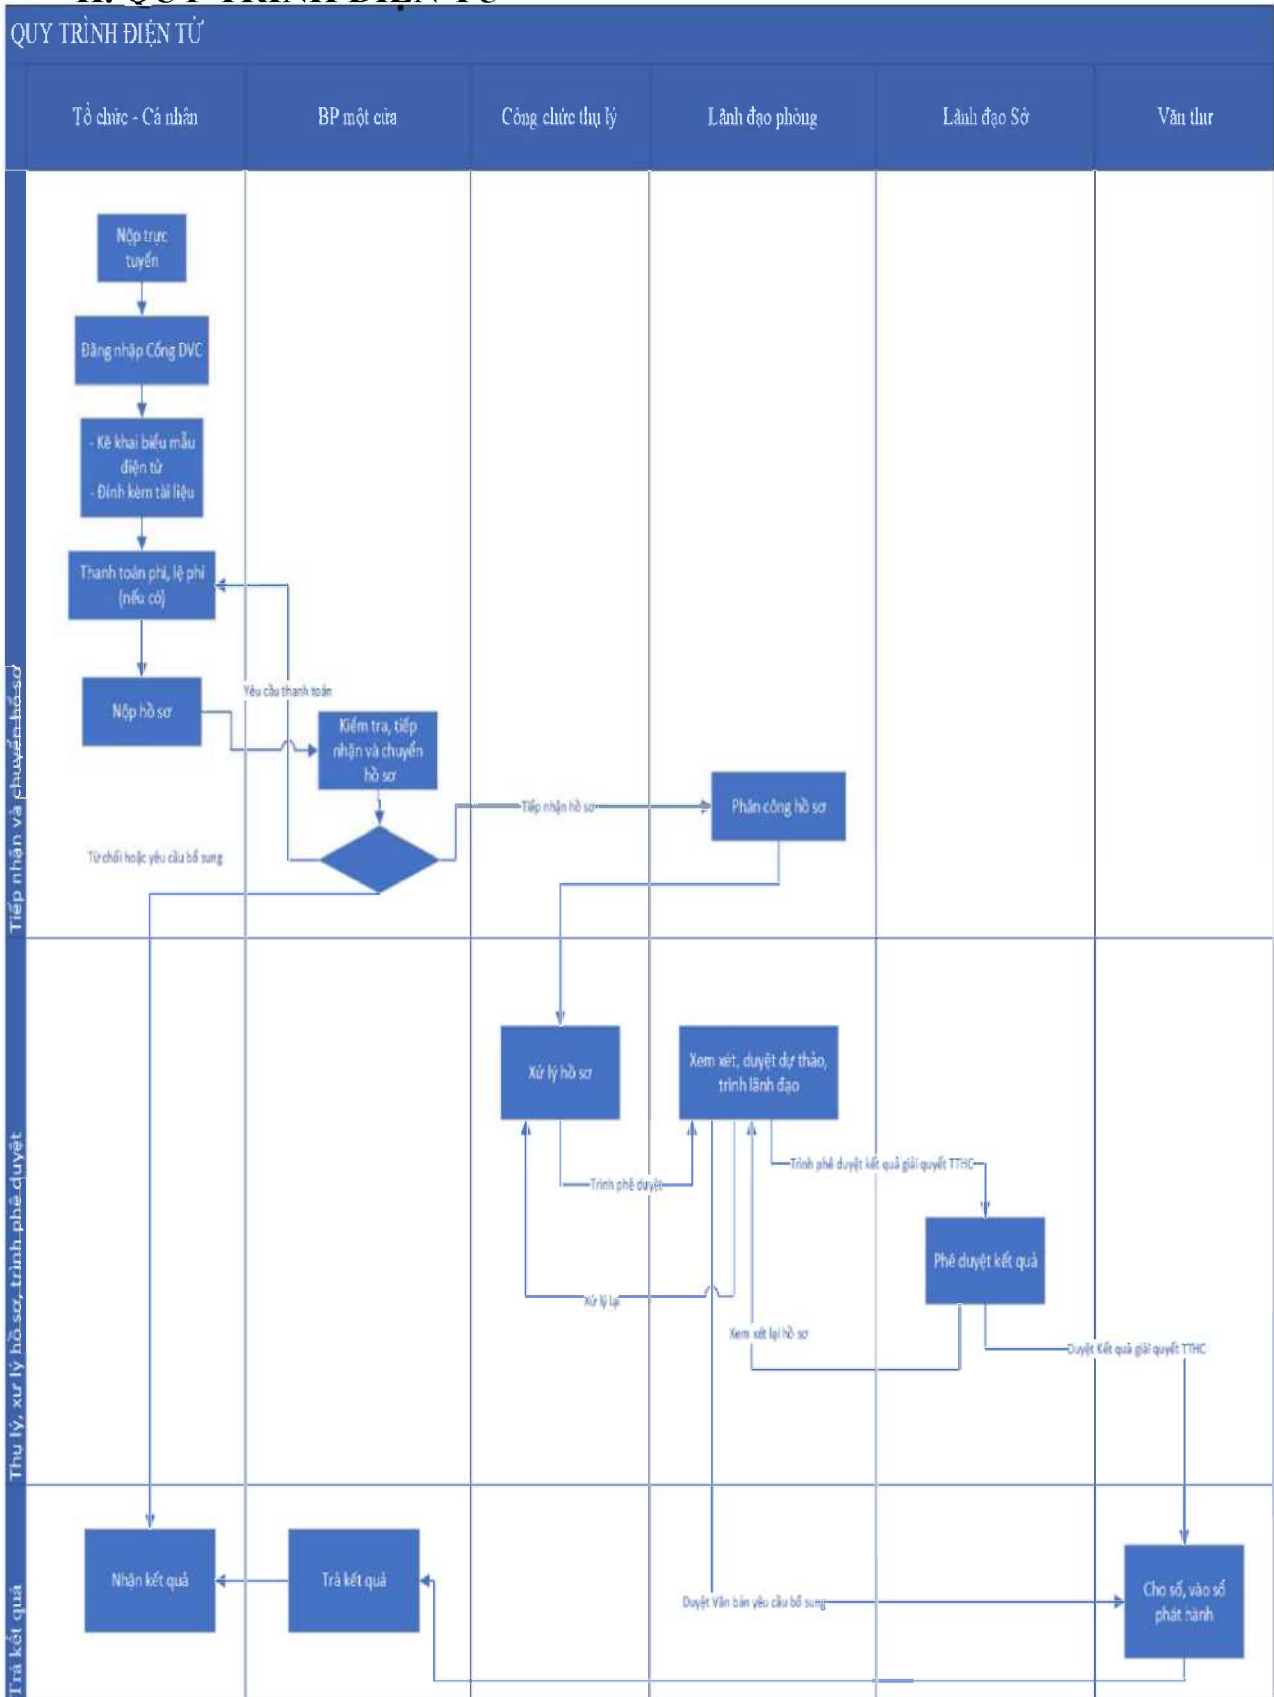 QUY TRÌNH ĐIỆN TỬ
Tổ chức - Cá nhân
BP một cửa
Công chức thụ lý
Lãnh đạo phòng
Lãnh đạo Sở
Văn thư
Tiếp nhận và chuyển hồ sơ
Nộp trực
tuyến
Đăng nhập Cổng DVC
- Kê khai biểu mẫu
điện tử
- Đính kèm tài liệu
Thanh toán phí, lệ phí
(nếu có)
Yêu cầu thanh toán
Nộp hồ sơ
Kiểm tra, tiếp
nhận và chuyển
hồ sơ
Tiếp nhận hồ sơ
Phân công hồ sơ
Từ chối hoặc yêu cầu bổ sung
Thụ lý, xử lý hồ sơ, trình phê duyệt
Xử lý hồ sơ
Xem xét, duyệt dự thảo,
trình lãnh đạo
Trình phê duyệt
Trình phê duyệt kết quả giải quyết TTHC
Phê duyệt kết quả
Xử lý lại
Xem xét lại hồ sơ
Duyệt Kết quả giải quyết TTHC
Trả kết quả
Nhận kết quả
Trả kết quả
Duyệt Văn bản yêu cầu bổ sung
Cho số, vào sổ
phát hành